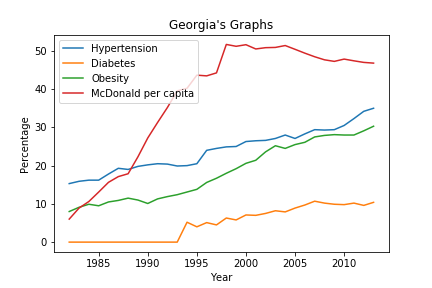 Georgia's Graphs
Hypertension
Diabetes
Obesity
McDonald per capita
Percentage
50
40
30
20
10
0
1985
1990
1995
2000
2005
2010
Year